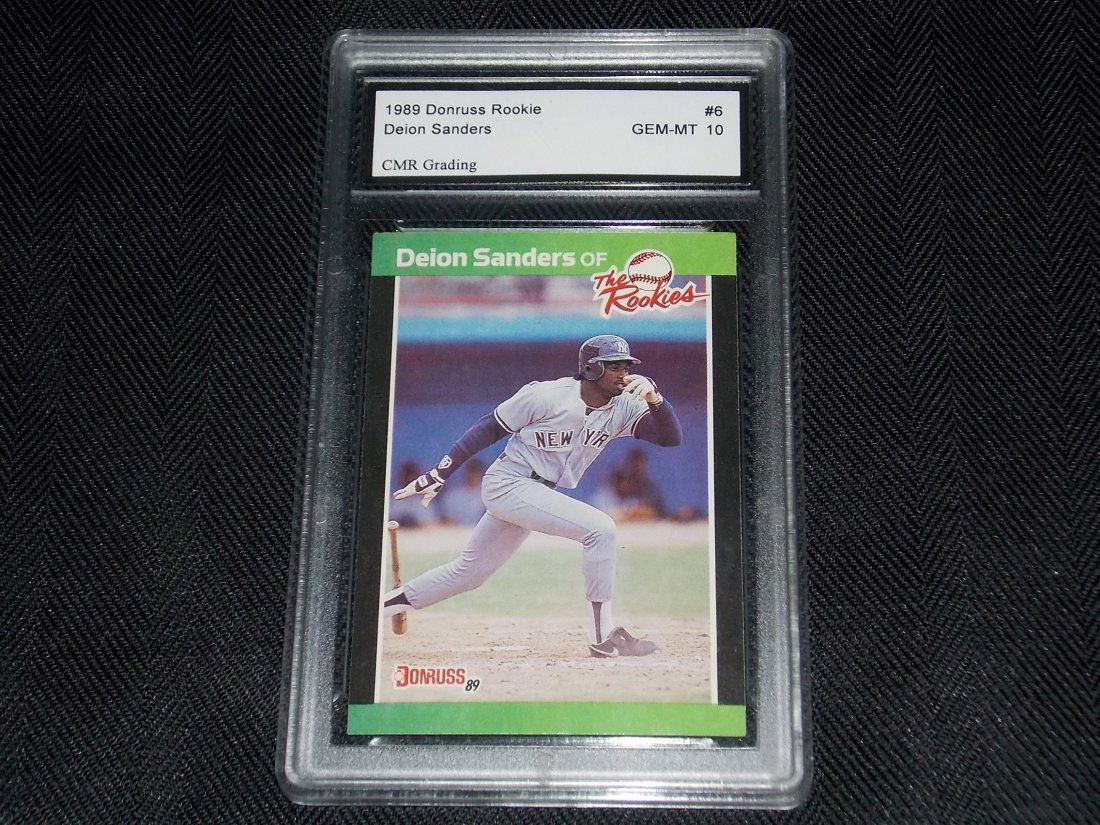 1989 Donruss Rookie #6
Deion Sanders GEM-MT 10
CMR Grading
Deion Sanders OF
The
Rookies
NY
NEW Y R
DONRUSS 89